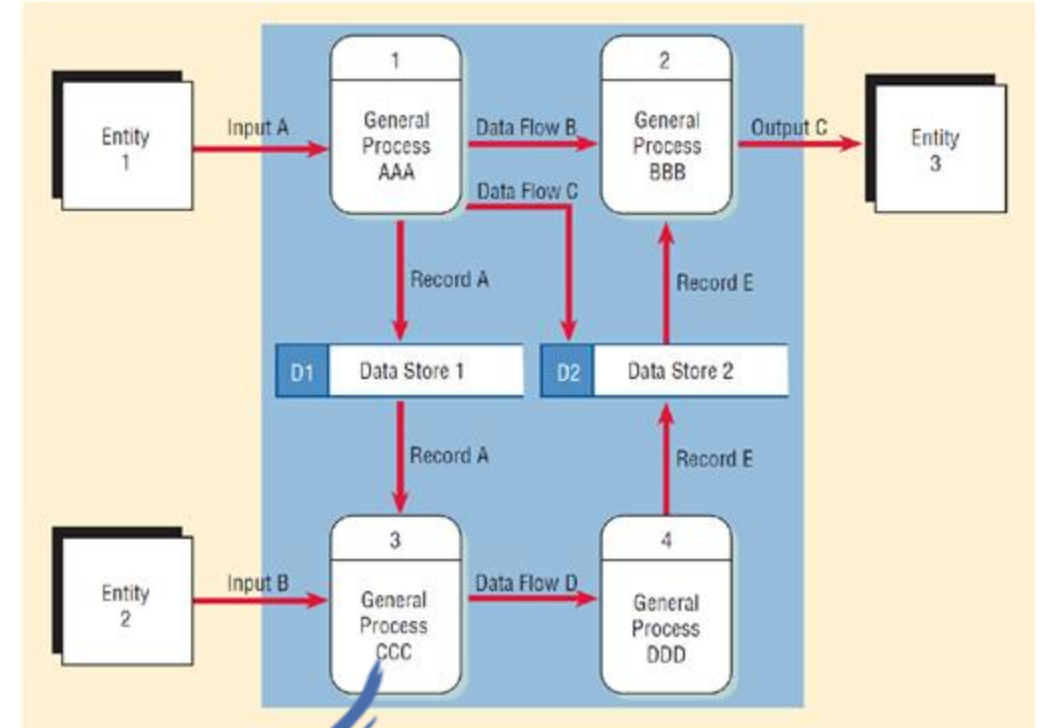 1
2
Entity
1
Input A
General
Process
AAA
Data Flow B
General
Process
BBB
Output C
Entity
3
Data Flow C
Record A
Record E
D1
Data Store 1
D2
Data Store 2
Record A
Record E
3
4
Entity
2
Input B
General
Process
CCC
Data Flow D
General
Process
DDD